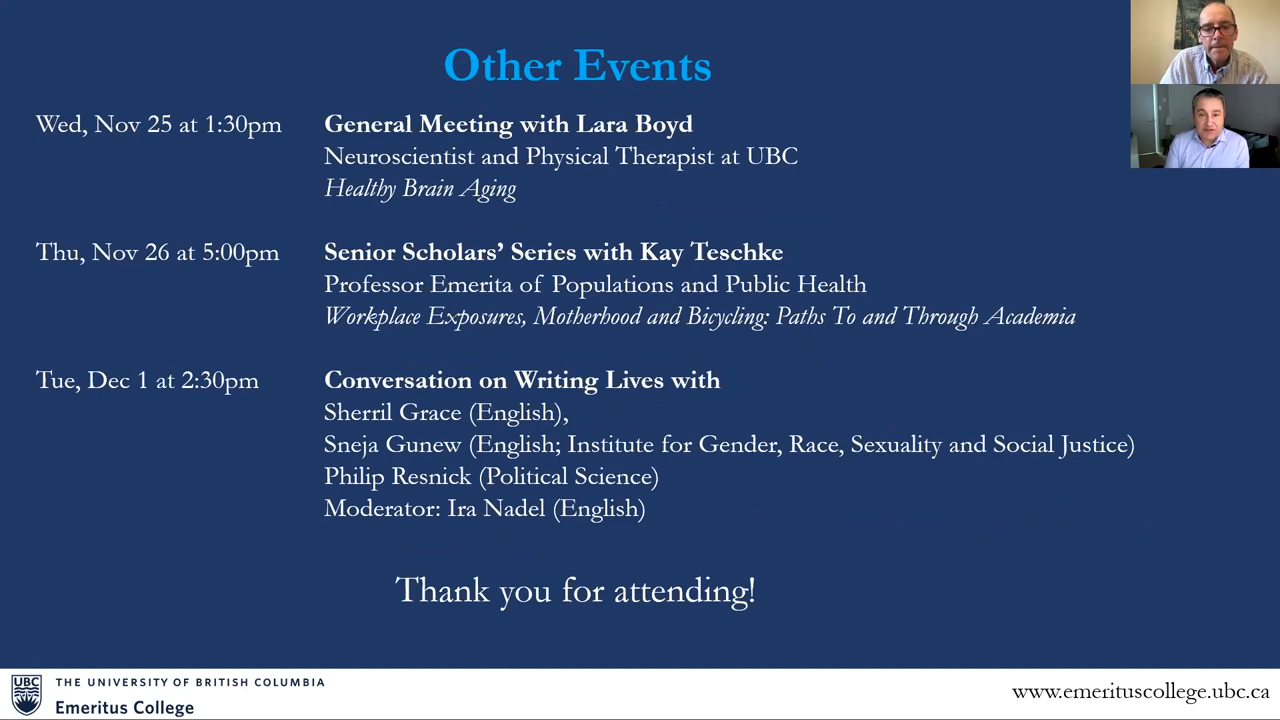 Other Events
Wed, Nov 25 at 1:30pm
General Meeting with Lara Boyd
Neuroscientist and Physical Therapist at UBC
Healthy Brain Aging
Thu, Nov 26 at 5:00pm
Senior Scholars’ Series with Kay Teschke
Professor Emerita of Populations and Public Health
Workplace Exposures, Motherhood and Bicycling: Paths To and Through Academia
Tue, Dec 1 at 2:30pm
Conversation on Writing Lives with
Sherril Grace (English),
Sneja Gunew (English; Institute for Gender, Race, Sexuality and Social Justice)
Philip Resnick (Political Science)
Moderator: Ira Nadel (English)
Thank you for attending!
UBC
THE UNIVERSITY OF BRITISH COLUMBIA
Emeritus College
www.emerituscollege.ubc.ca